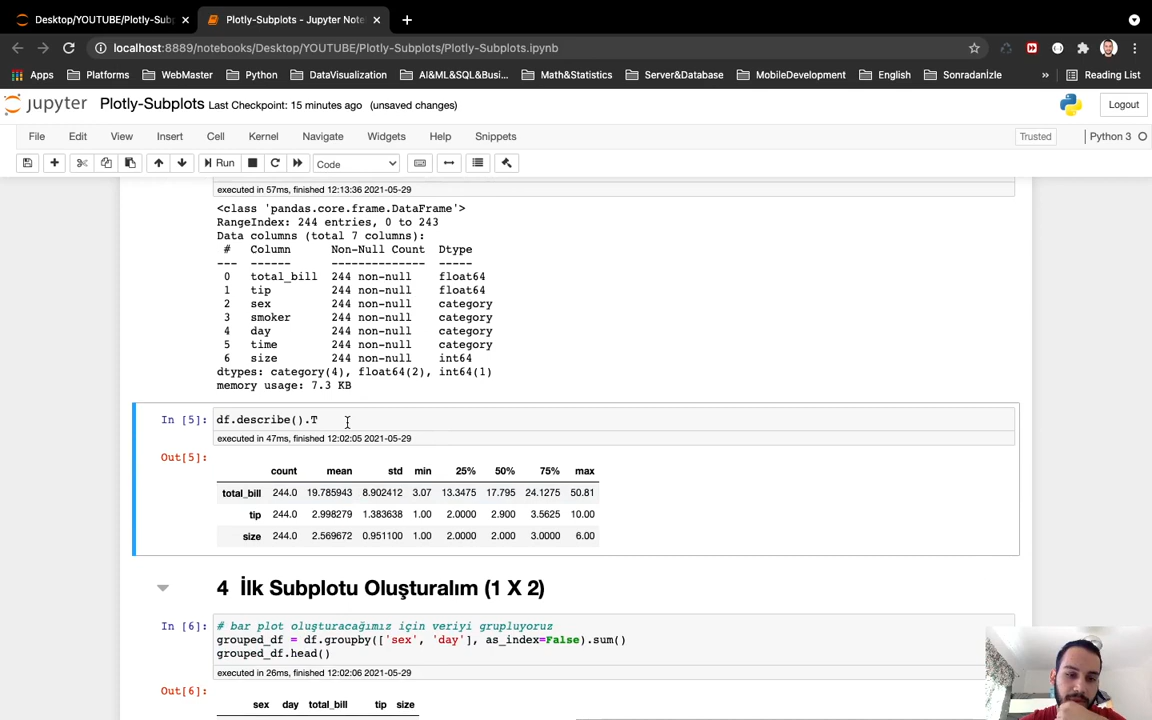 Desktop/YOUTUBE/Plotly-Subp
Plotly-Subplots - Jupyter Note
localhost:8889/notebooks/Desktop/YOUTUBE/Plotly-Subplots/Plotly-Subplots.ipynb
Apps Platforms WebMaster Python DataVisualization AI&ML&SQL&Busi... Math&Statistics Server&Database MobileDevelopment English Sonradanİzle » Reading List
jupyter Plotly-Subplots Last Checkpoint: 15 minutes ago (unsaved changes) Logout
File Edit View Insert Cell Kernel Navigate Widgets Help Snippets Trusted Python 3
Run Code
executed in 57ms, finished 12:13:36 2021-05-29
<class 'pandas.core.frame.DataFrame'>
RangeIndex: 244 entries, 0 to 243
Data columns (total 7 columns):
# Column Non-Null Count Dtype
--- ------ -------------- -----
0 total_bill 244 non-null float64
1 tip 244 non-null float64
2 sex 244 non-null category
3 smoker 244 non-null category
4 day 244 non-null category
5 time 244 non-null category
6 size 244 non-null int64
dtypes: category(4), float64(2), int64(1)
memory usage: 7.3 KB
In [5]: df.describe().T
executed in 47ms, finished 12:02:05 2021-05-29
Out[5]:
count mean std min 25% 50% 75% max
total_bill 244.0 19.785943 8.902412 3.07 13.3475 17.795 24.1275 50.81
tip 244.0 2.998279 1.383638 1.00 2.0000 2.900 3.5625 10.00
size 244.0 2.569672 0.951100 1.00 2.0000 2.000 3.0000 6.00
4 İlk Subplotu Oluşturalım (1 X 2)
In [6]: # bar plot oluşturacağımız için veriyi grupluyoruz
grouped_df = df.groupby(['sex', 'day'], as_index=False).sum()
grouped_df.head()
executed in 26ms, finished 12:02:06 2021-05-29
Out[6]:
sex day total_bill tip size